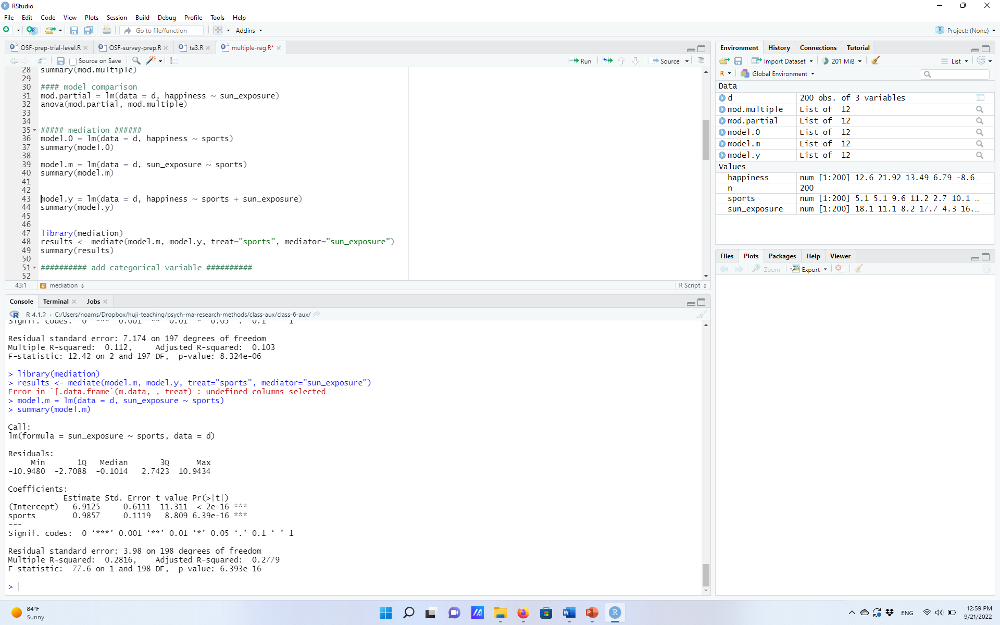 RStudio
File Edit Code View Plots Session Build Debug Profile Tools Help
Go to file/function Addins Project: (None)
OSF-prep-trial-level.R OSF-survey-prep.R ta3.R multiple-reg.R*
Source on Save Run Source
28 summary(mod.multiple)
29
30 #### model comparison
31 mod.partial = lm(data = d, happiness ~ sun_exposure)
32 anova(mod.partial, mod.multiple)
33
34
35 ##### mediation ######
36 model.0 = lm(data = d, happiness ~ sports)
37 summary(model.0)
38
39 model.m = lm(data = d, sun_exposure ~ sports)
40 summary(model.m)
41
42
43 model.y = lm(data = d, happiness ~ sports + sun_exposure)
44 summary(model.y)
45
46
47 library(mediation)
48 results <- mediate(model.m, model.y, treat="sports", mediator="sun_exposure")
49 summary(results)
50
51 ########## add categorical variable ##########
52
43:1 # mediation R Script
Console Terminal Jobs
R R 4.1.2 · C:/Users/noams/Dropbox/huji-teaching/psych-ma-research-methods/class-aux/class-6-aux/
Signif. codes:  0 ‘***’ 0.001 ‘**’ 0.01 ‘*’ 0.05 ‘.’ 0.1 ‘ ’ 1
Residual standard error: 7.174 on 197 degrees of freedom
Multiple R-squared:  0.112,     Adjusted R-squared:  0.103
F-statistic: 12.42 on 2 and 197 DF,  p-value: 8.324e-06
> library(mediation)
> results <- mediate(model.m, model.y, treat="sports", mediator="sun_exposure")
Error in `[.data.frame`(m.data, , treat) : undefined columns selected
> model.m = lm(data = d, sun_exposure ~ sports)
> summary(model.m)
Call:
lm(formula = sun_exposure ~ sports, data = d)
Residuals:
Min 1Q Median 3Q Max
-10.9480 -2.7088 -0.1014 2.7423 10.9434
Coefficients:
Estimate Std. Error t value Pr(>|t|)
(Intercept) 6.9125 0.6111 11.311 < 2e-16 ***
sports 0.9857 0.1119 8.809 6.39e-16 ***
---
Signif. codes:  0 ‘***’ 0.001 ‘**’ 0.01 ‘*’ 0.05 ‘.’ 0.1 ‘ ’ 1
Residual standard error: 3.98 on 198 degrees of freedom
Multiple R-squared:  0.2816,    Adjusted R-squared:  0.2779
F-statistic:  77.6 on 1 and 198 DF,  p-value: 6.393e-16
>
Environment History Connections Tutorial
Import Dataset 201 MiB List
R Global Environment
Data
d 200 obs. of 3 variables
mod.multiple List of 12
mod.partial List of 12
model.0 List of 12
model.m List of 12
model.y List of 12
Values
happiness num [1:200] 12.6 21.92 13.49 6.79 -8.6…
n 200
sports num [1:200] 5.1 5.1 9.6 11.2 2.7 10.1 …
sun_exposure num [1:200] 18.1 11.1 8.2 17.7 4.3 16.…
Files Plots Packages Help Viewer
Zoom Export
84°F
Sunny
ENG
12:59 PM
9/21/2022